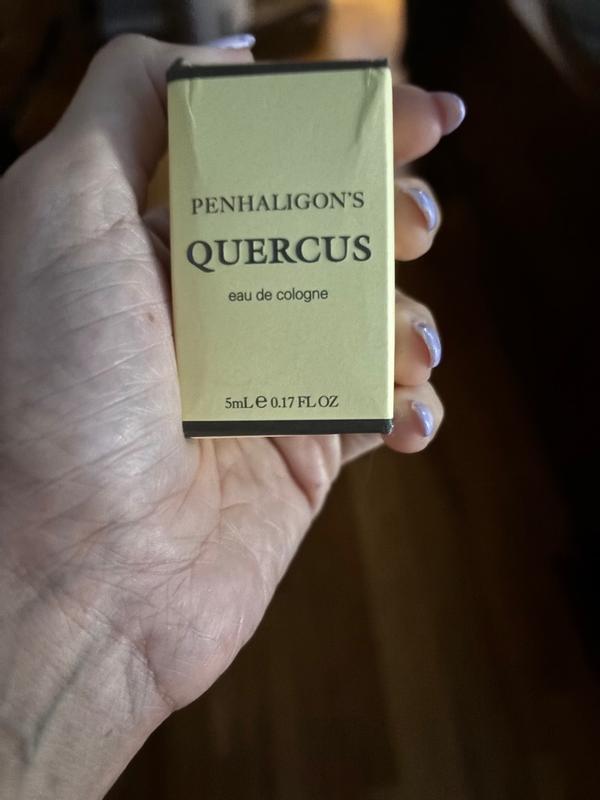 PENHALIGON'S
QUERCUS
eau de cologne
5mL e 0.17 FL OZ